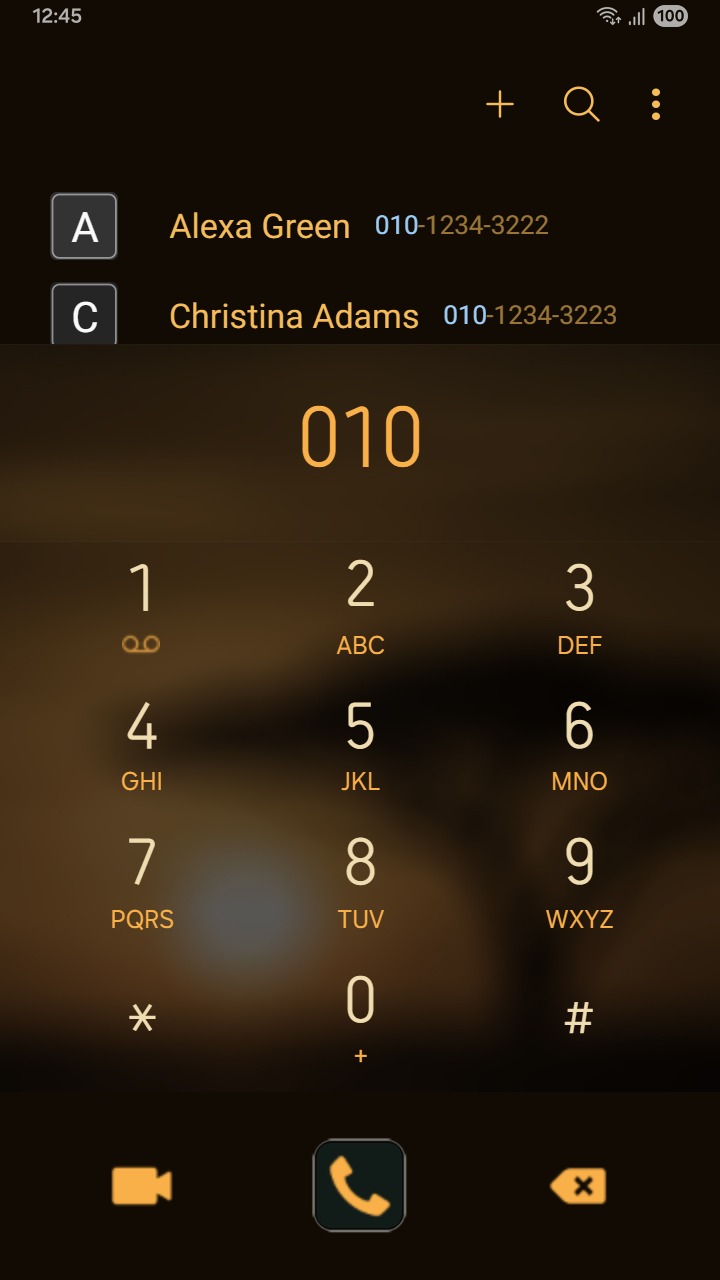 12:45 100
A Alexa Green 010-1234-3222
C Christina Adams 010-1234-3223
010
1 2 3
ABC DEF
4 5 6
GHI JKL MNO
7 8 9
PQRS TUV WXYZ
* 0 #
+